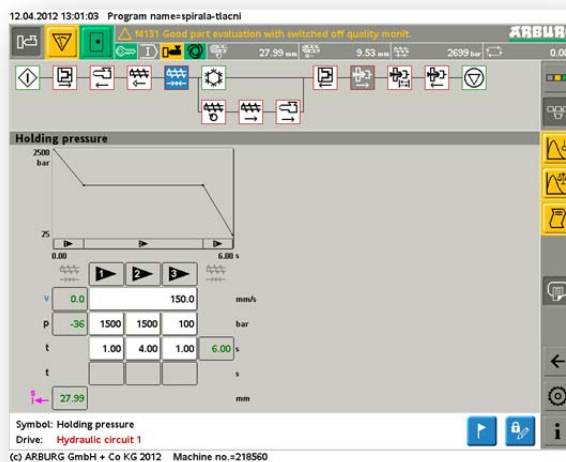 12.04.2012 13:01:03 Program name=spirala-tlacni
f4131 Good part evaluation with switched off quality monit.
ARBURG
27.99 mm 9.53 mm 2699 bar 0.00
Holding pressure
2500
bar
25
0.00 6.00 s
1 2 3
v 0.0 150.0 mm/s
p -36 1500 1500 100 bar
t 1.00 4.00 1.00 6.00 s
t s
s 27.99 mm
Symbol: Holding pressure
Drive: Hydraulic circuit 1
(c) ARBURG GmbH + Co KG 2012 Machine no.=218560